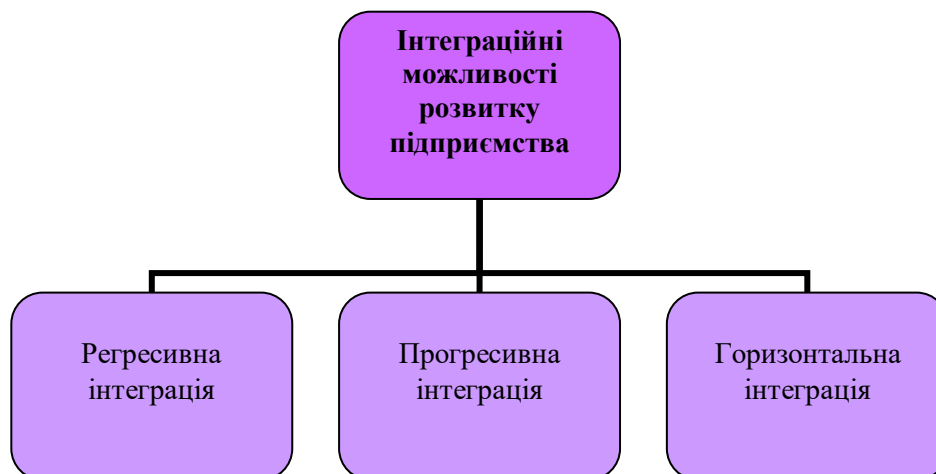 Інтеграційні
можливості
розвитку
підприємства
Регресивна
інтеграція
Прогресивна
інтеграція
Горизонтальна
інтеграція